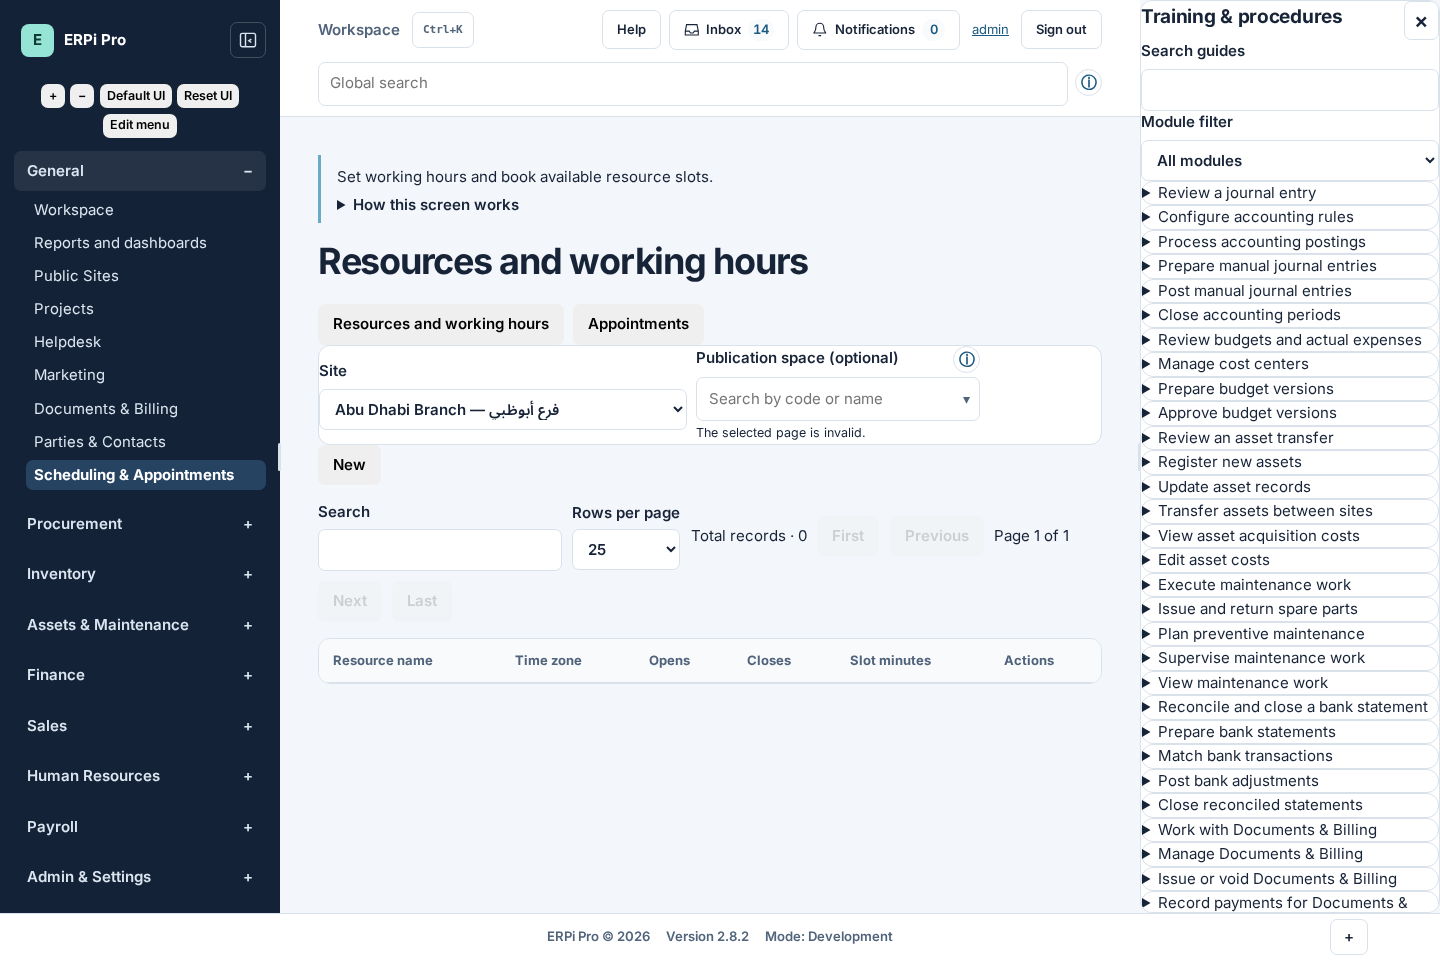 E ERPi Pro
+ − Default UI Reset UI
Edit menu
General −
Workspace
Reports and dashboards
Public Sites
Projects
Helpdesk
Marketing
Documents & Billing
Parties & Contacts
Scheduling & Appointments
Procurement +
Inventory +
Assets & Maintenance +
Finance +
Sales +
Human Resources +
Payroll +
Admin & Settings +
Workspace Ctrl+K Help Inbox 14 Notifications 0 admin Sign out
Global search ⓘ
Set working hours and book available resource slots.
▶ How this screen works
Resources and working hours
Resources and working hours Appointments
Site
Abu Dhabi Branch — فرع أبوظبي
Publication space (optional) ⓘ
Search by code or name ▾
The selected page is invalid.
New
Search
Rows per page
25
Total records · 0 First Previous Page 1 of 1
Next Last
Resource name Time zone Opens Closes Slot minutes Actions
Training & procedures ×
Search guides
Module filter
All modules
▶ Review a journal entry
▶ Configure accounting rules
▶ Process accounting postings
▶ Prepare manual journal entries
▶ Post manual journal entries
▶ Close accounting periods
▶ Review budgets and actual expenses
▶ Manage cost centers
▶ Prepare budget versions
▶ Approve budget versions
▶ Review an asset transfer
▶ Register new assets
▶ Update asset records
▶ Transfer assets between sites
▶ View asset acquisition costs
▶ Edit asset costs
▶ Execute maintenance work
▶ Issue and return spare parts
▶ Plan preventive maintenance
▶ Supervise maintenance work
▶ View maintenance work
▶ Reconcile and close a bank statement
▶ Prepare bank statements
▶ Match bank transactions
▶ Post bank adjustments
▶ Close reconciled statements
▶ Work with Documents & Billing
▶ Manage Documents & Billing
▶ Issue or void Documents & Billing
▶ Record payments for Documents &
ERPi Pro © 2026 Version 2.8.2 Mode: Development
+